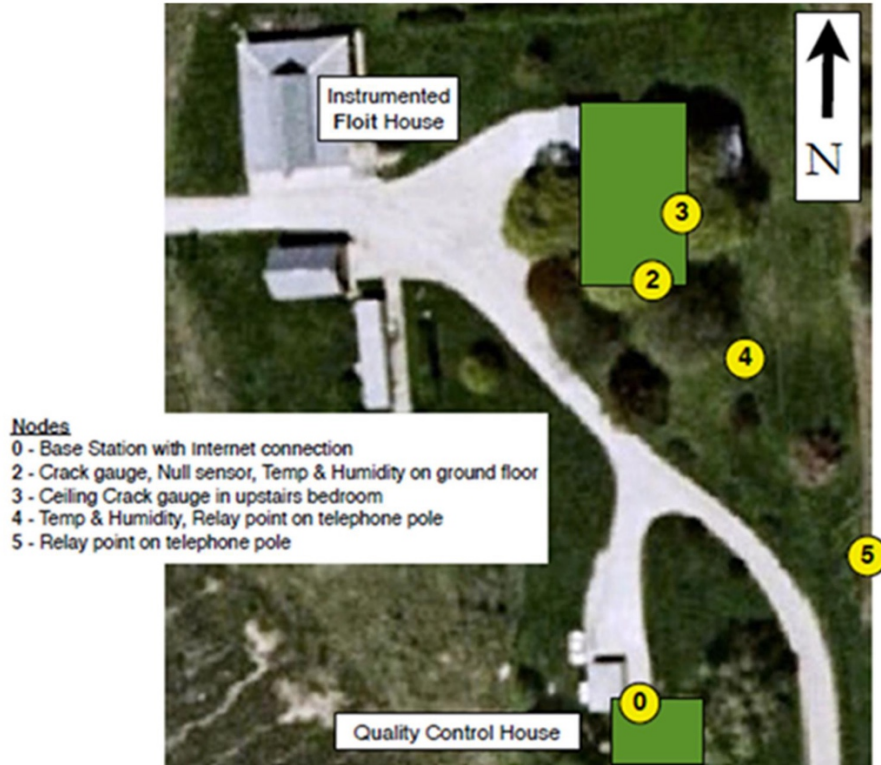 Instrumented
Floit House
N
3
2
4
Nodes
0 - Base Station with Internet connection
2 - Crack gauge, Null sensor, Temp & Humidity on ground floor
3 - Ceiling Crack gauge in upstairs bedroom
4 - Temp & Humidity, Relay point on telephone pole
5 - Relay point on telephone pole
5
0
Quality Control House